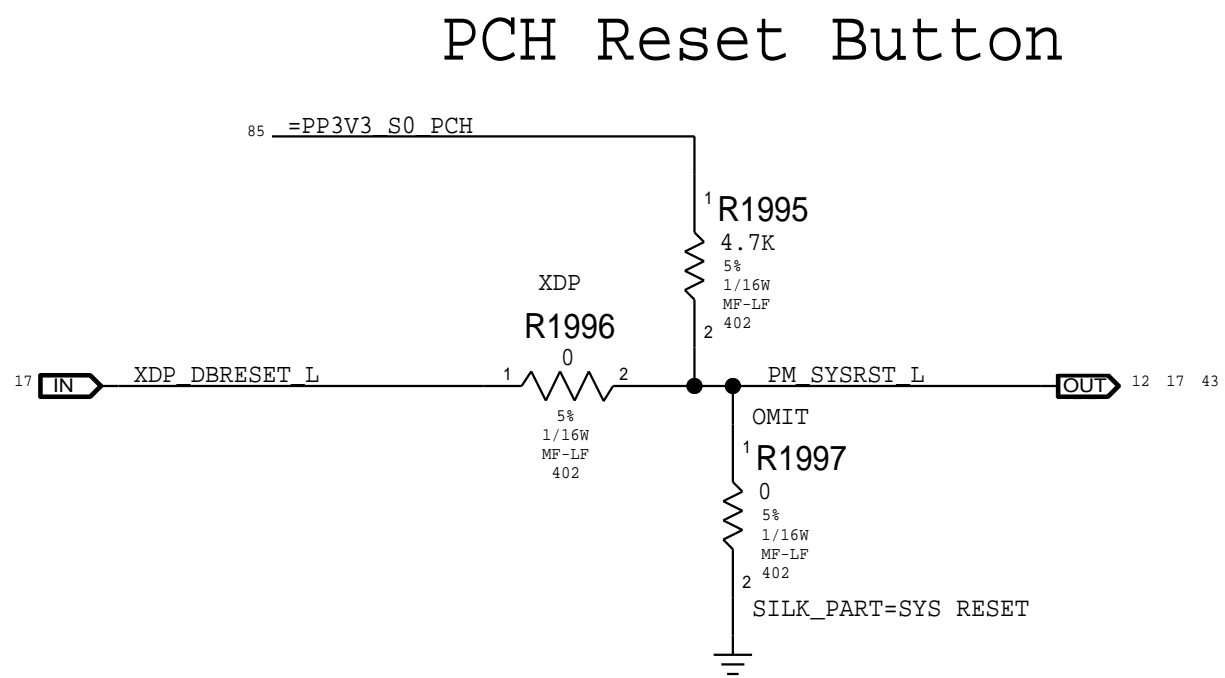 PCH Reset Button
85 =PP3V3_S0_PCH
1
R1995
4.7K
5%
1/16W
MF-LF
402
2
XDP
R1996
0
17 IN XDP_DBRESET_L 1 2 PM_SYSRST_L OUT 12 17 43
5%
1/16W
MF-LF
402
OMIT
1
R1997
0
5%
1/16W
MF-LF
402
2
SILK_PART=SYS RESET